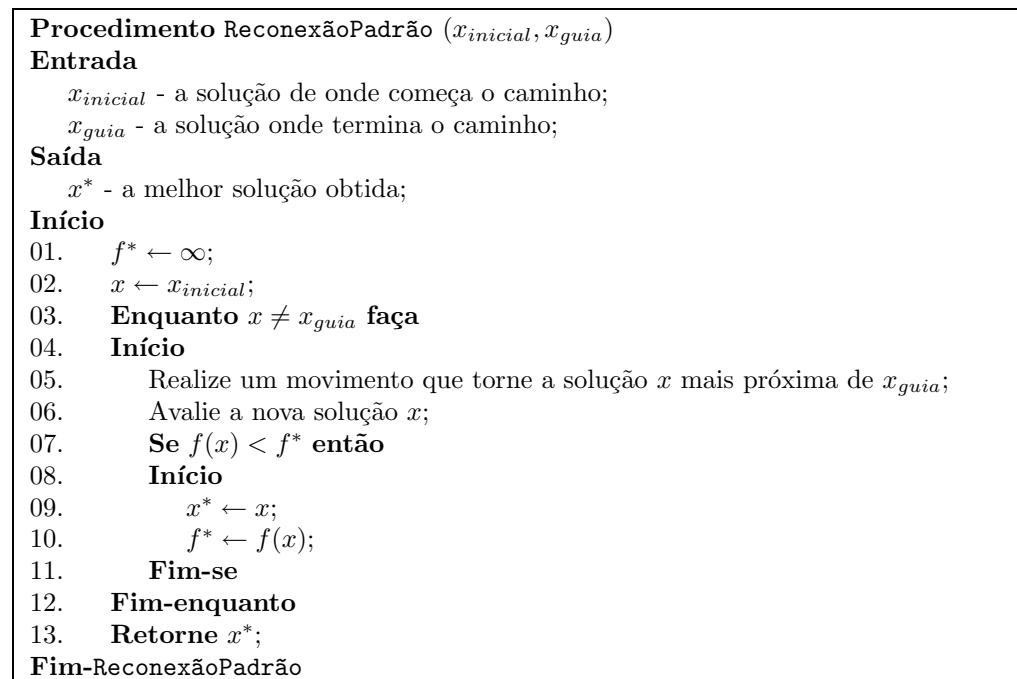 Procedimento ReconexãoPadrão (x_inicial, x_guia)
Entrada
x_inicial - a solução de onde começa o caminho;
x_guia - a solução onde termina o caminho;
Saída
x* - a melhor solução obtida;
Início
01. f* ← ∞;
02. x ← x_inicial;
03. Enquanto x ≠ x_guia faça
04. Início
05. Realize um movimento que torne a solução x mais próxima de x_guia;
06. Avalie a nova solução x;
07. Se f(x) < f* então
08. Início
09. x* ← x;
10. f* ← f(x);
11. Fim-se
12. Fim-enquanto
13. Retorne x*;
Fim-ReconexãoPadrão